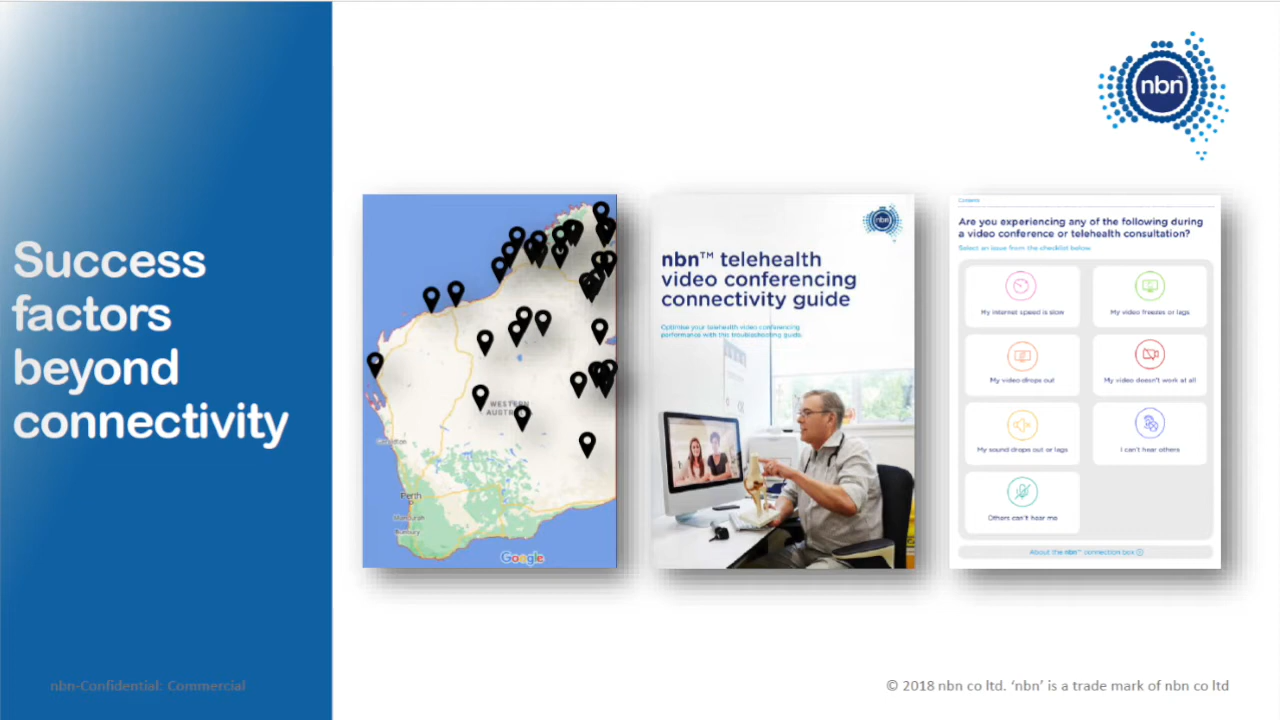 nbn™
Success
factors
beyond
connectivity
WESTERN
Perth
Mandurah
Bunbury
Google
nbn
nbn™ telehealth
video conferencing
connectivity guide
Optimise your telehealth video conferencing
performance with this troubleshooting guide.
Contents
Are you experiencing any of the following during
a video conference or telehealth consultation?
Select an issue from the checklist below.
My internet speed is slow
My video freezes or lags
My video drops out
My video doesn't work at all
My sound drops out or lags
I can't hear others
Others can't hear me
About the nbn™ connection box
nbn-Confidential: Commercial
© 2018 nbn co ltd. ‘nbn’ is a trade mark of nbn co ltd